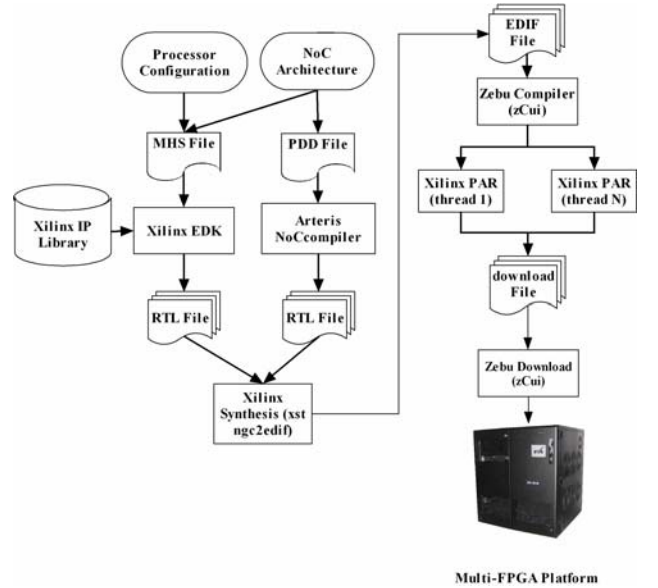 Processor
Configuration
NoC
Architecture
MHS File
PDD File
Xilinx IP
Library
Xilinx EDK
Arteris
NoCcompiler
RTL File
RTL File
Xilinx
Synthesis (xst
ngc2edif)
EDIF
File
Zebu Compiler
(zCui)
Xilinx PAR
(thread 1)
Xilinx PAR
(thread N)
download
File
Zebu Download
(zCui)
Multi-FPGA Platform